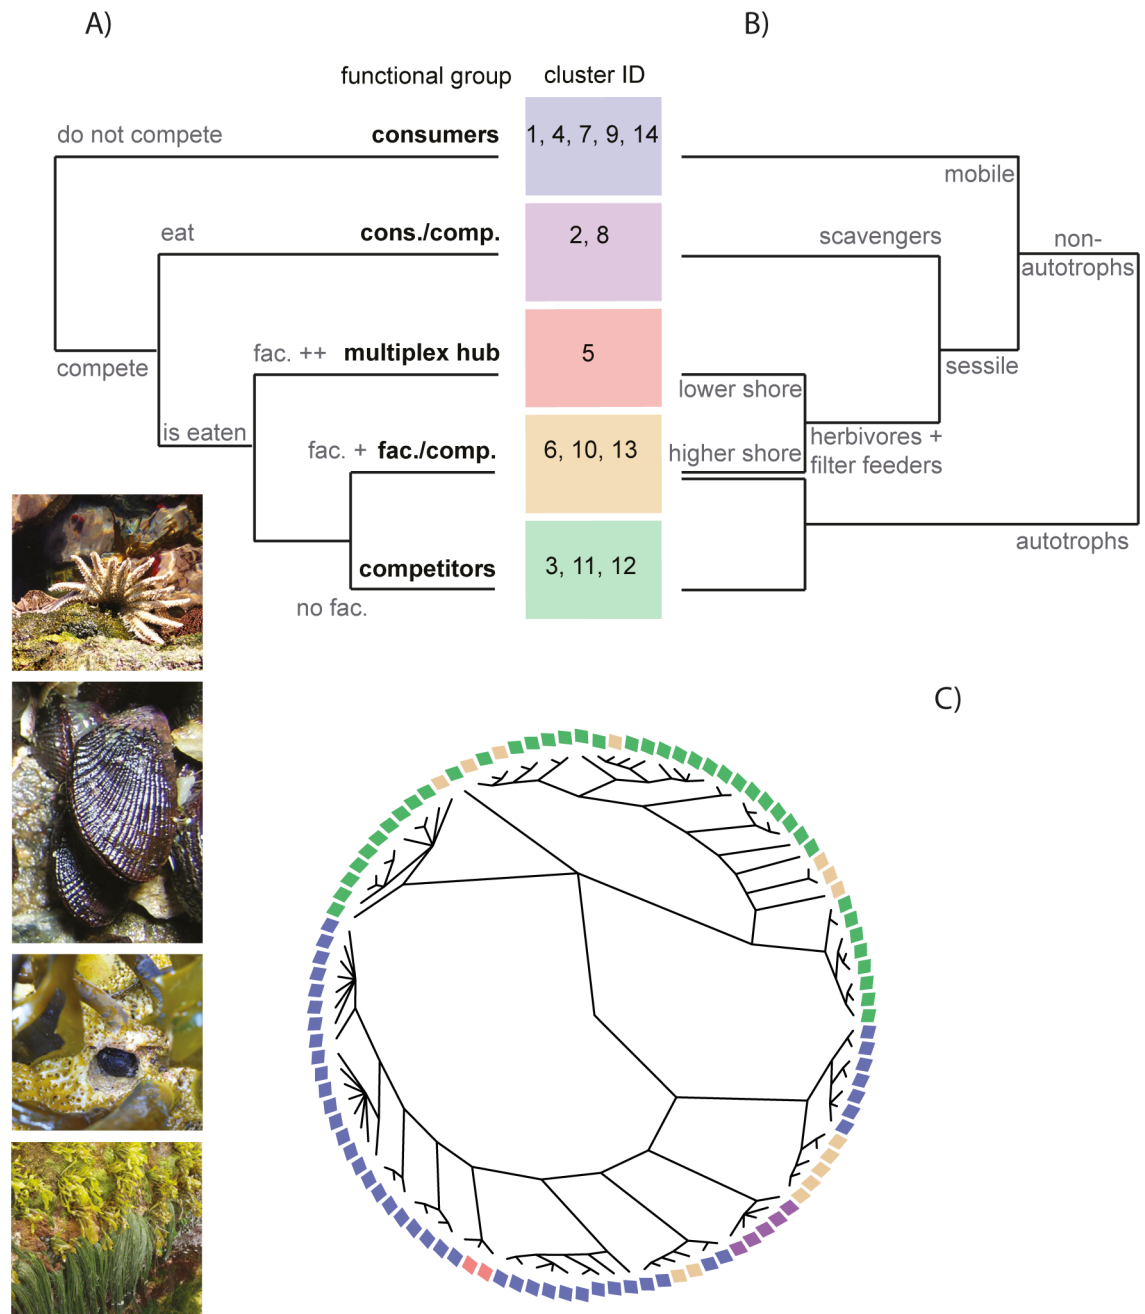 A)
B)
functional group
cluster ID
do not compete
consumers
1, 4, 7, 9, 14
mobile
eat
cons./comp.
2, 8
scavengers
non-
autotrophs
compete
fac. ++
multiplex hub
5
lower shore
sessile
is eaten
fac. +
fac./comp.
6, 10, 13
higher shore
herbivores +
filter feeders
autotrophs
competitors
3, 11, 12
no fac.
C)